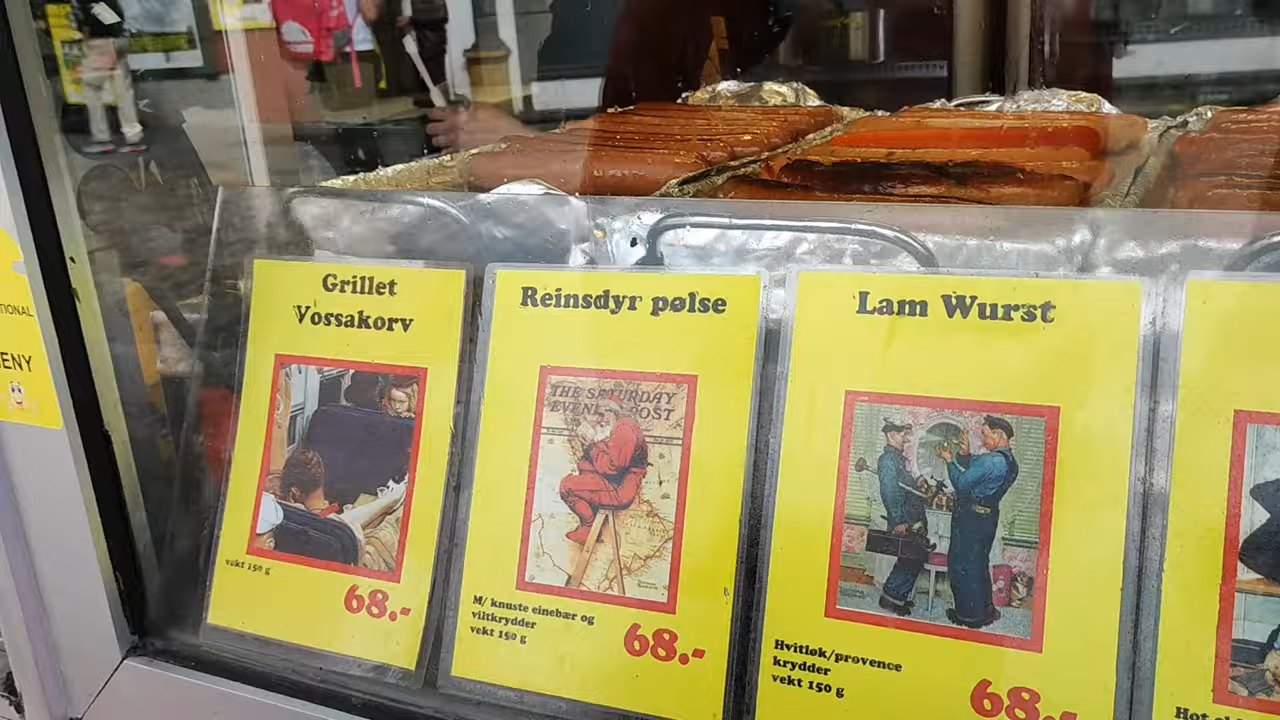 Grillet
Vossakorv
vekt 150 g
68.-
Reinsdyr pølse
THE SATURDAY
EVENING POST
M/ knuste einebær og
viltkrydder
vekt 150 g
68.-
Lam Wurst
Hvitløk/provence
krydder
vekt 150 g
68.-
Hot